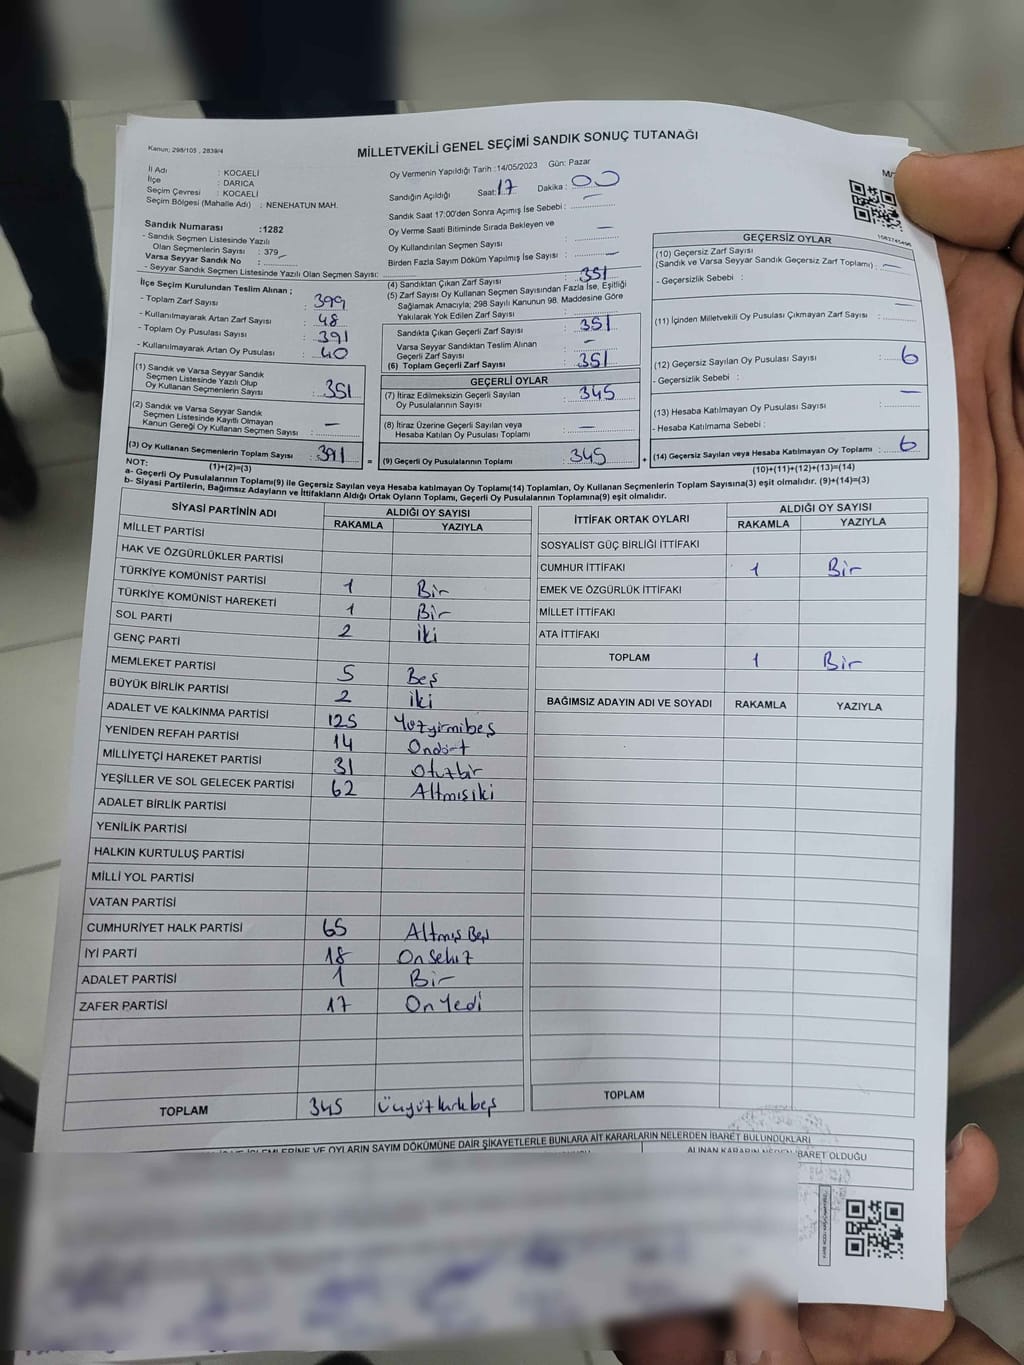 Kanun; 298/105 , 2839/4
MİLLETVEKİLİ GENEL SEÇİMİ SANDIK SONUÇ TUTANAĞI
İl Adı : KOCAELİ
İlçe : DARICA
Seçim Çevresi : KOCAELİ
Seçim Bölgesi (Mahalle Adı) : NENEHATUN MAH.
Sandık Numarası :1282
- Sandık Seçmen Listesinde Yazılı
Olan Seçmenlerin Sayısı : 379
Varsa Seyyar Sandık No :
- Seyyar Sandık Seçmen Listesinde Yazılı Olan Seçmen Sayısı:
Oy Vermenin Yapıldığı Tarih :14/05/2023 Gün: Pazar
Sandığın Açıldığı Saat: 17 Dakika : 00
Sandık Saat 17:00'den Sonra Açımış İse Sebebi :
Oy Verme Saati Bitiminde Sırada Bekleyen ve
Oy Kullandırılan Seçmen Sayısı : —
Birden Fazla Sayım Döküm Yapılmış İse Sayısı : —
İlçe Seçim Kurulundan Teslim Alınan ;
- Toplam Zarf Sayısı : 399
- Kullanılmayarak Artan Zarf Sayısı : 48
- Toplam Oy Pusulası Sayısı : 391
- Kullanılmayarak Artan Oy Pusulası : 40
(1) Sandık ve Varsa Seyyar Sandık
Seçmen Listesinde Yazılı Olup
Oy Kullanan Seçmenlerin Sayısı : 351
(2) Sandık ve Varsa Seyyar Sandık
Seçmen Listesinde Kayıtlı Olmayan
Kanun Gereği Oy Kullanan Seçmen Sayısı : —
(3) Oy Kullanan Seçmenlerin Toplam Sayısı : 391
(1)+(2)=(3)
(4) Sandıktan Çıkan Zarf Sayısı : 351
(5) Zarf Sayısı Oy Kullanan Seçmen Sayısından Fazla İse, Eşitliği
Sağlamak Amacıyla; 298 Sayılı Kanunun 98. Maddesine Göre
Yakılarak Yok Edilen Zarf Sayısı :
Sandıkta Çıkan Geçerli Zarf Sayısı : 351
Varsa Seyyar Sandıktan Teslim Alınan
Geçerli Zarf Sayısı : —
(6) Toplam Geçerli Zarf Sayısı : 351
GEÇERLİ OYLAR
(7) İtiraz Edilmeksizin Geçerli Sayılan
Oy Pusulalarının Sayısı : 345
(8) İtiraz Üzerine Geçerli Sayılan veya
Hesaba Katılan Oy Pusulası Toplamı : —
= (9) Geçerli Oy Pusulalarının Toplamı : 345
GEÇERSİZ OYLAR
(10) Geçersiz Zarf Sayısı
(Sandık ve Varsa Seyyar Sandık Geçersiz Zarf Toplamı) : —
- Geçersizlik Sebebi :
(11) İçinden Milletvekili Oy Pusulası Çıkmayan Zarf Sayısı :
(12) Geçersiz Sayılan Oy Pusulası Sayısı : 6
- Geçersizlik Sebebi :
(13) Hesaba Katılmayan Oy Pusulası Sayısı : —
- Hesaba Katılmama Sebebi :
+ (14) Geçersiz Sayılan veya Hesaba Katılmayan Oy Toplamı : 6
(10)+(11)+(12)+(13)=(14)
NOT:
a- Geçerli Oy Pusulaları(9) ile Geçersiz Sayılan veya Hesaba katılmayan Oy Toplamı(14) Toplamları, Oy Kullanan Seçmenlerin Toplam Sayısına(3) eşit olmalıdır. (9)+(14)=(3)
b- Siyasi Partilerin, Bağımsız Adayların ve İttifakların Aldığı Ortak Oyların Toplamı, Geçerli Oy Pusulalarının Toplamına(9) eşit olmalıdır.
SİYASİ PARTİNİN ADI ALDIĞI OY SAYISI
RAKAMLA YAZIYLA
MİLLET PARTİSİ
HAK VE ÖZGÜRLÜKLER PARTİSİ
TÜRKİYE KOMÜNİST PARTİSİ 1 Bir
TÜRKİYE KOMÜNİST HAREKETİ 1 Bir
SOL PARTİ 2 iki
GENÇ PARTİ
MEMLEKET PARTİSİ 5 Beş
BÜYÜK BİRLİK PARTİSİ 2 iki
ADALET VE KALKINMA PARTİSİ 125 Yüzyirmibeş
YENİDEN REFAH PARTİSİ 14 Ondört
MİLLİYETÇİ HAREKET PARTİSİ 31 Otuzbir
YEŞİLLER VE SOL GELECEK PARTİSİ 62 Altmışiki
ADALET BİRLİK PARTİSİ
YENİLİK PARTİSİ
HALKIN KURTULUŞ PARTİSİ
MİLLİ YOL PARTİSİ
VATAN PARTİSİ
CUMHURİYET HALK PARTİSİ 65 Altmış Beş
İYİ PARTİ 18 On Sekiz
ADALET PARTİSİ 1 Bir
ZAFER PARTİSİ 17 On Yedi
TOPLAM 345 Üçyüzkırkbeş
İTTİFAK ORTAK OYLARI ALDIĞI OY SAYISI
RAKAMLA YAZIYLA
SOSYALİST GÜÇ BİRLİĞİ İTTİFAKI
CUMHUR İTTİFAKI 1 Bir
EMEK VE ÖZGÜRLÜK İTTİFAKI
MİLLET İTTİFAKI
ATA İTTİFAKI
TOPLAM 1 Bir
BAĞIMSIZ ADAYIN ADI VE SOYADI RAKAMLA YAZIYLA
TOPLAM
VE OYLARIN SAYIM DÖKÜMÜNE DAİR ŞİKAYETLERLE BUNLARA AİT KARARLARIN NELERDEN İBARET BULUNDUKLARI
ALINAN KARARIN NEDEN İBARET OLDUĞU